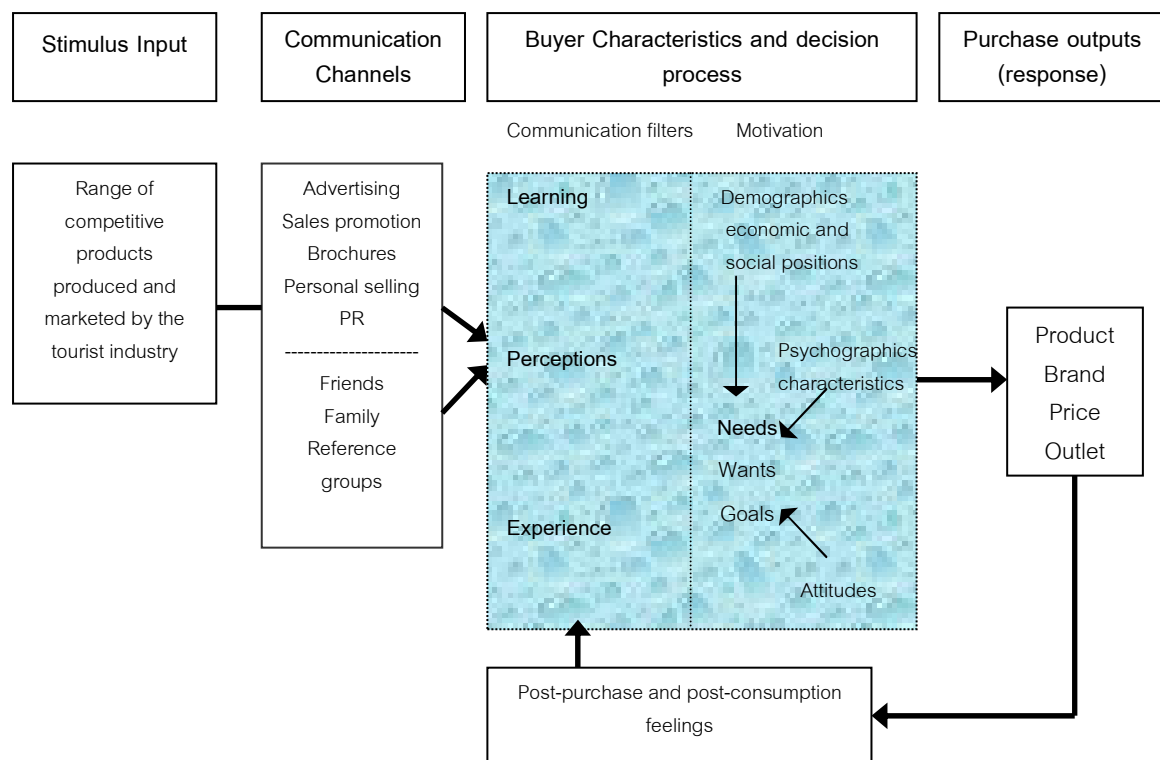 Stimulus Input
Communication
Channels
Buyer Characteristics and decision
process
Purchase outputs
(response)
Communication filters
Motivation
Range of
competitive
products
produced and
marketed by the
tourist industry
Advertising
Sales promotion
Brochures
Personal selling
PR
----------------------
Friends
Family
Reference
groups
Learning
Perceptions
Experience
Demographics
economic and
social positions
Psychographics
characteristics
Needs
Wants
Goals
Attitudes
Product
Brand
Price
Outlet
Post-purchase and post-consumption
feelings